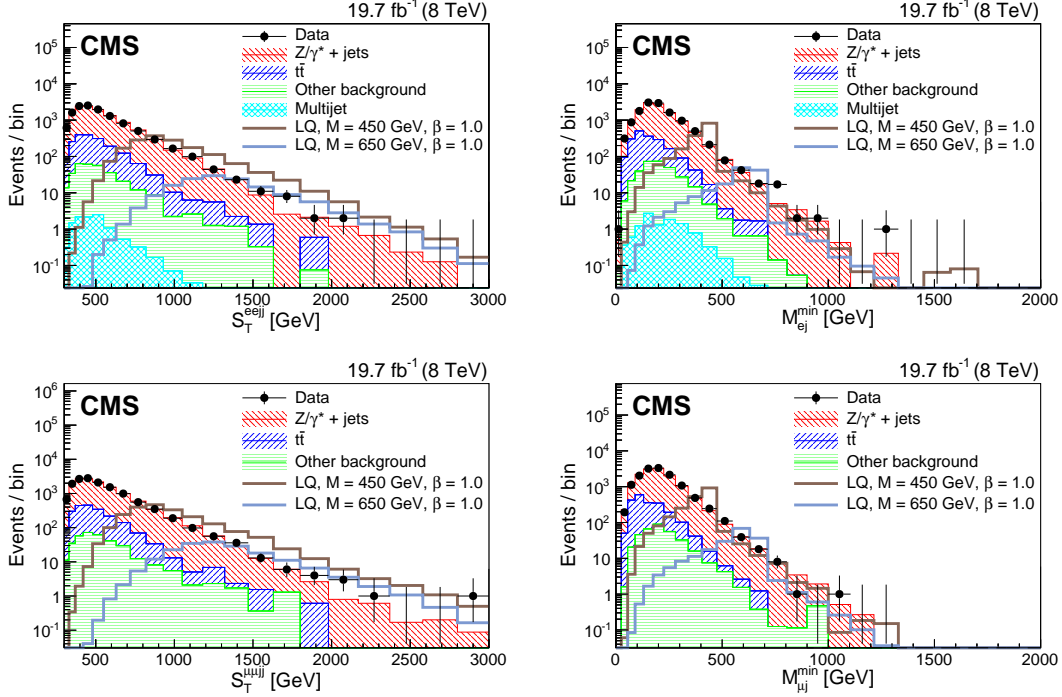 19.7 fb⁻¹ (8 TeV)
CMS
Data
Z/γ* + jets
tt̄
Other background
Multijet
LQ, M = 450 GeV, β = 1.0
LQ, M = 650 GeV, β = 1.0
Events / bin
10⁵
10⁴
10³
10²
10
1
10⁻¹
500 1000 1500 2000 2500 3000
S_T^eejj [GeV]
19.7 fb⁻¹ (8 TeV)
CMS
Data
Z/γ* + jets
tt̄
Other background
Multijet
LQ, M = 450 GeV, β = 1.0
LQ, M = 650 GeV, β = 1.0
Events / bin
10⁵
10⁴
10³
10²
10
1
10⁻¹
0 500 1000 1500 2000
M_ej^min [GeV]
19.7 fb⁻¹ (8 TeV)
CMS
Data
Z/γ* + jets
tt̄
Other background
LQ, M = 450 GeV, β = 1.0
LQ, M = 650 GeV, β = 1.0
Events / bin
10⁶
10⁵
10⁴
10³
10²
10
1
10⁻¹
500 1000 1500 2000 2500 3000
S_T^μμjj [GeV]
19.7 fb⁻¹ (8 TeV)
CMS
Data
Z/γ* + jets
tt̄
Other background
LQ, M = 450 GeV, β = 1.0
LQ, M = 650 GeV, β = 1.0
Events / bin
10⁵
10⁴
10³
10²
10
1
10⁻¹
0 500 1000 1500 2000
M_μj^min [GeV]